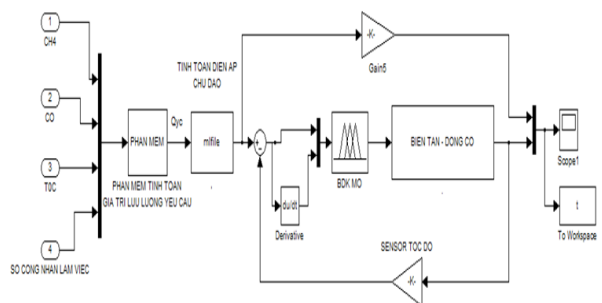 1
CH4
2
CO
3
T0C
4
SO CONG NHAN LAM VIEC
PHAN MEM
PHAN MEM TINH TOAN
GIA TRI LUU LUONG YEU CAU
Qyc
TINH TOAN DIEN AP
CHU DAO
mlfile
+
-
du/dt
Derivative
BDK MO
BIEN TAN - DONG CO
-K-
Gain5
SENSOR TOC DO
-K-
Scope1
t
To Workspace